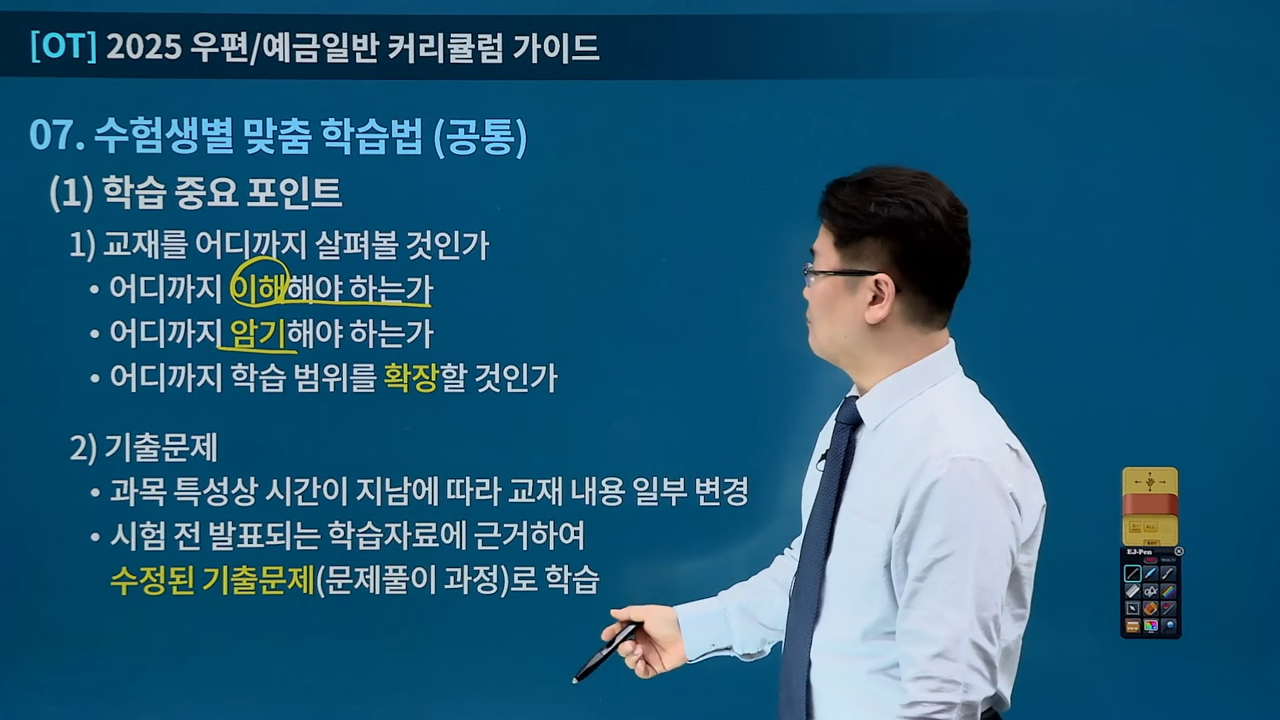 [OT] 2025 우편/예금일반 커리큘럼 가이드
07. 수험생별 맞춤 학습법 (공통)
(1) 학습 중요 포인트
1) 교재를 어디까지 살펴볼 것인가
• 어디까지 이해해야 하는가
• 어디까지 암기해야 하는가
• 어디까지 학습 범위를 확장할 것인가
2) 기출문제
• 과목 특성상 시간이 지남에 따라 교재 내용 일부 변경
• 시험 전 발표되는 학습자료에 근거하여
수정된 기출문제(문제풀이 과정)로 학습
EJ-Pen